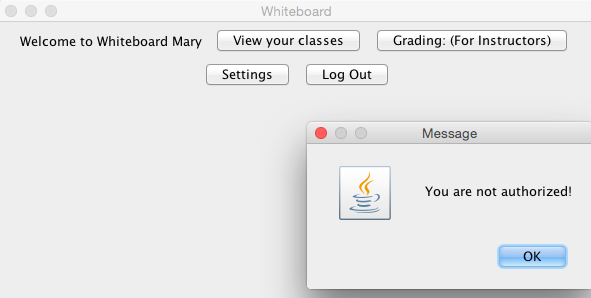 Whiteboard
Welcome to Whiteboard Mary View your classes Grading: (For Instructors)
Settings Log Out
Message
You are not authorized!
OK